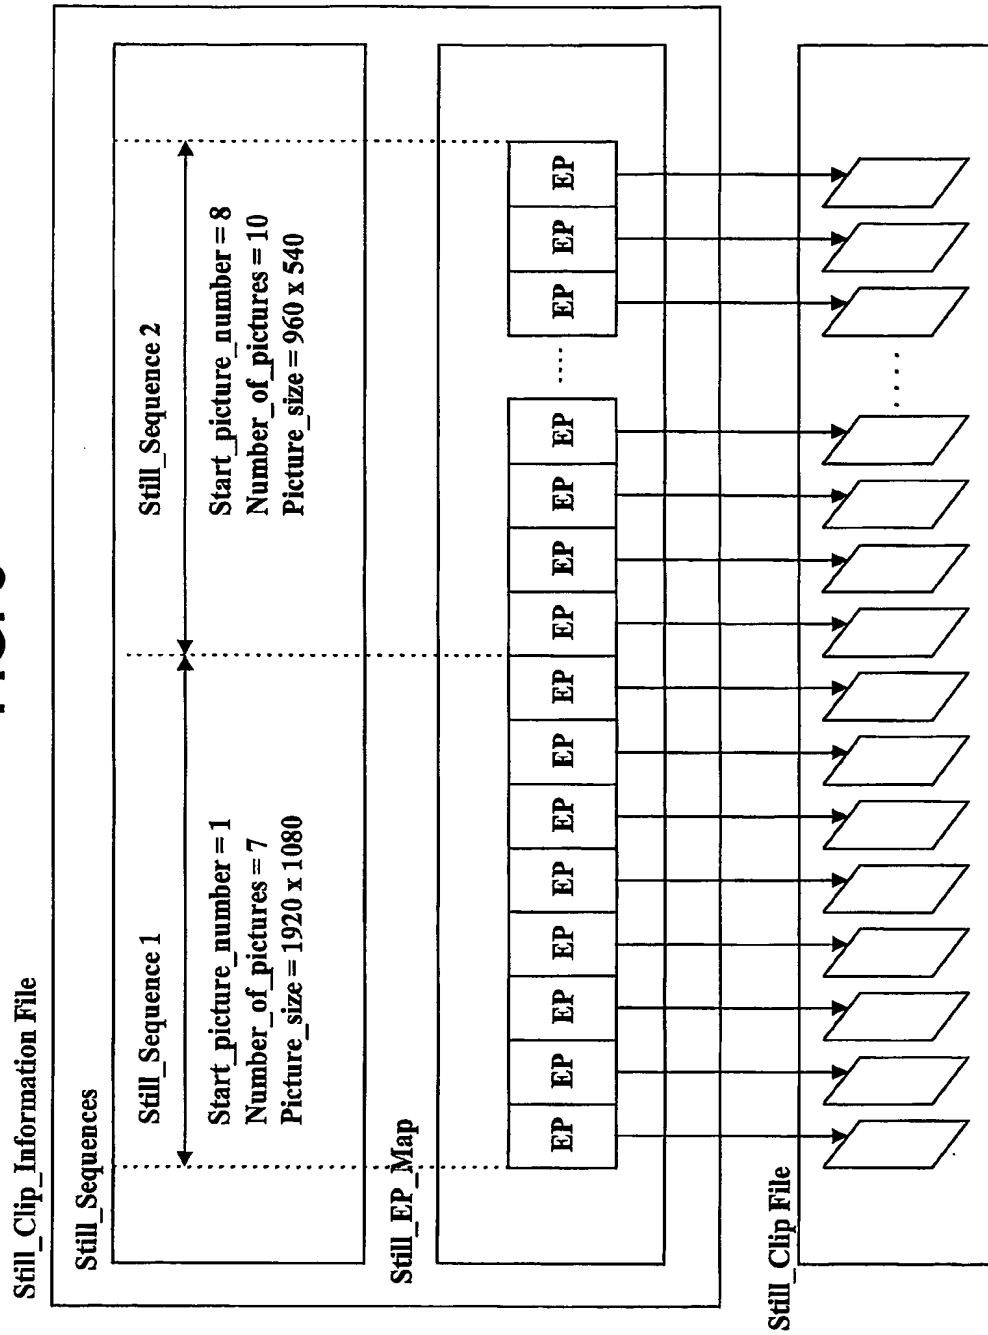 Still_Clip_Information File
Still_Sequences
Still_Sequence 1
Start_picture_number = 1
Number_of_pictures = 7
Picture_size = 1920 x 1080
Still_Sequence 2
Start_picture_number = 8
Number_of_pictures = 10
Picture_size = 960 x 540
Still_EP_Map
EP
EP
EP
EP
EP
EP
EP
EP
EP
EP
EP
EP
.....
EP
EP
EP
Still_Clip File
.....